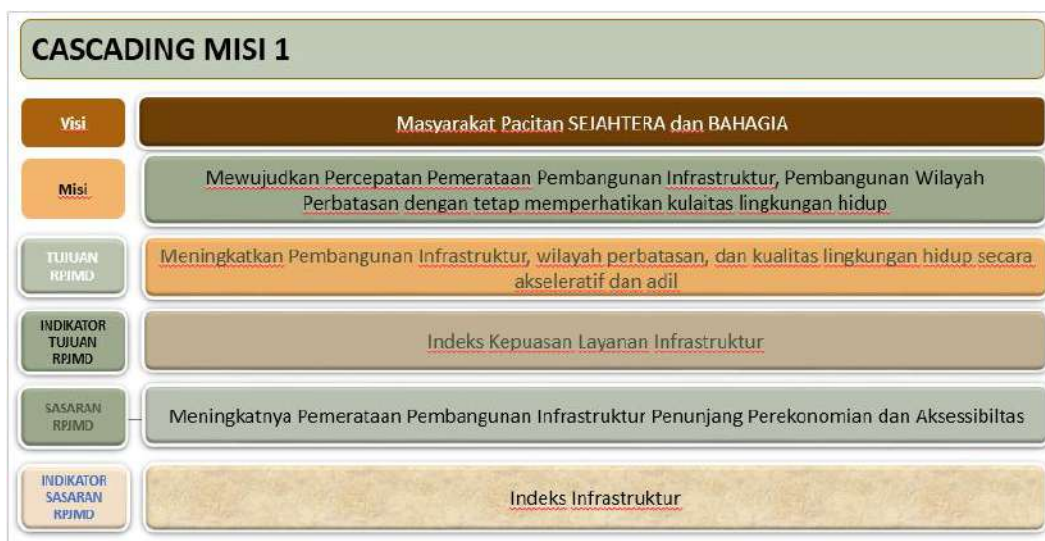 CASCADING MISI 1
Visi
Masyarakat Pacitan SEJAHTERA dan BAHAGIA
Misi
Mewujudkan Percepatan Pemerataan Pembangunan Infrastruktur, Pembangunan Wilayah
Perbatasan dengan tetap memperhatikan kulaitas lingkungan hidup
TUJUAN
RPJMD
Meningkatkan Pembangunan Infrastruktur, wilayah perbatasan, dan kualitas lingkungan hidup secara
akseleratif dan adil
INDIKATOR
TUJUAN
RPJMD
Indeks Kepuasan Layanan Infrastruktur
SASARAN
RPJMD
Meningkatnya Pemerataan Pembangunan Infrastruktur Penunjang Perekonomian dan Aksessibiltas
INDIKATOR
SASARAN
RPJMD
Indeks Infrastruktur